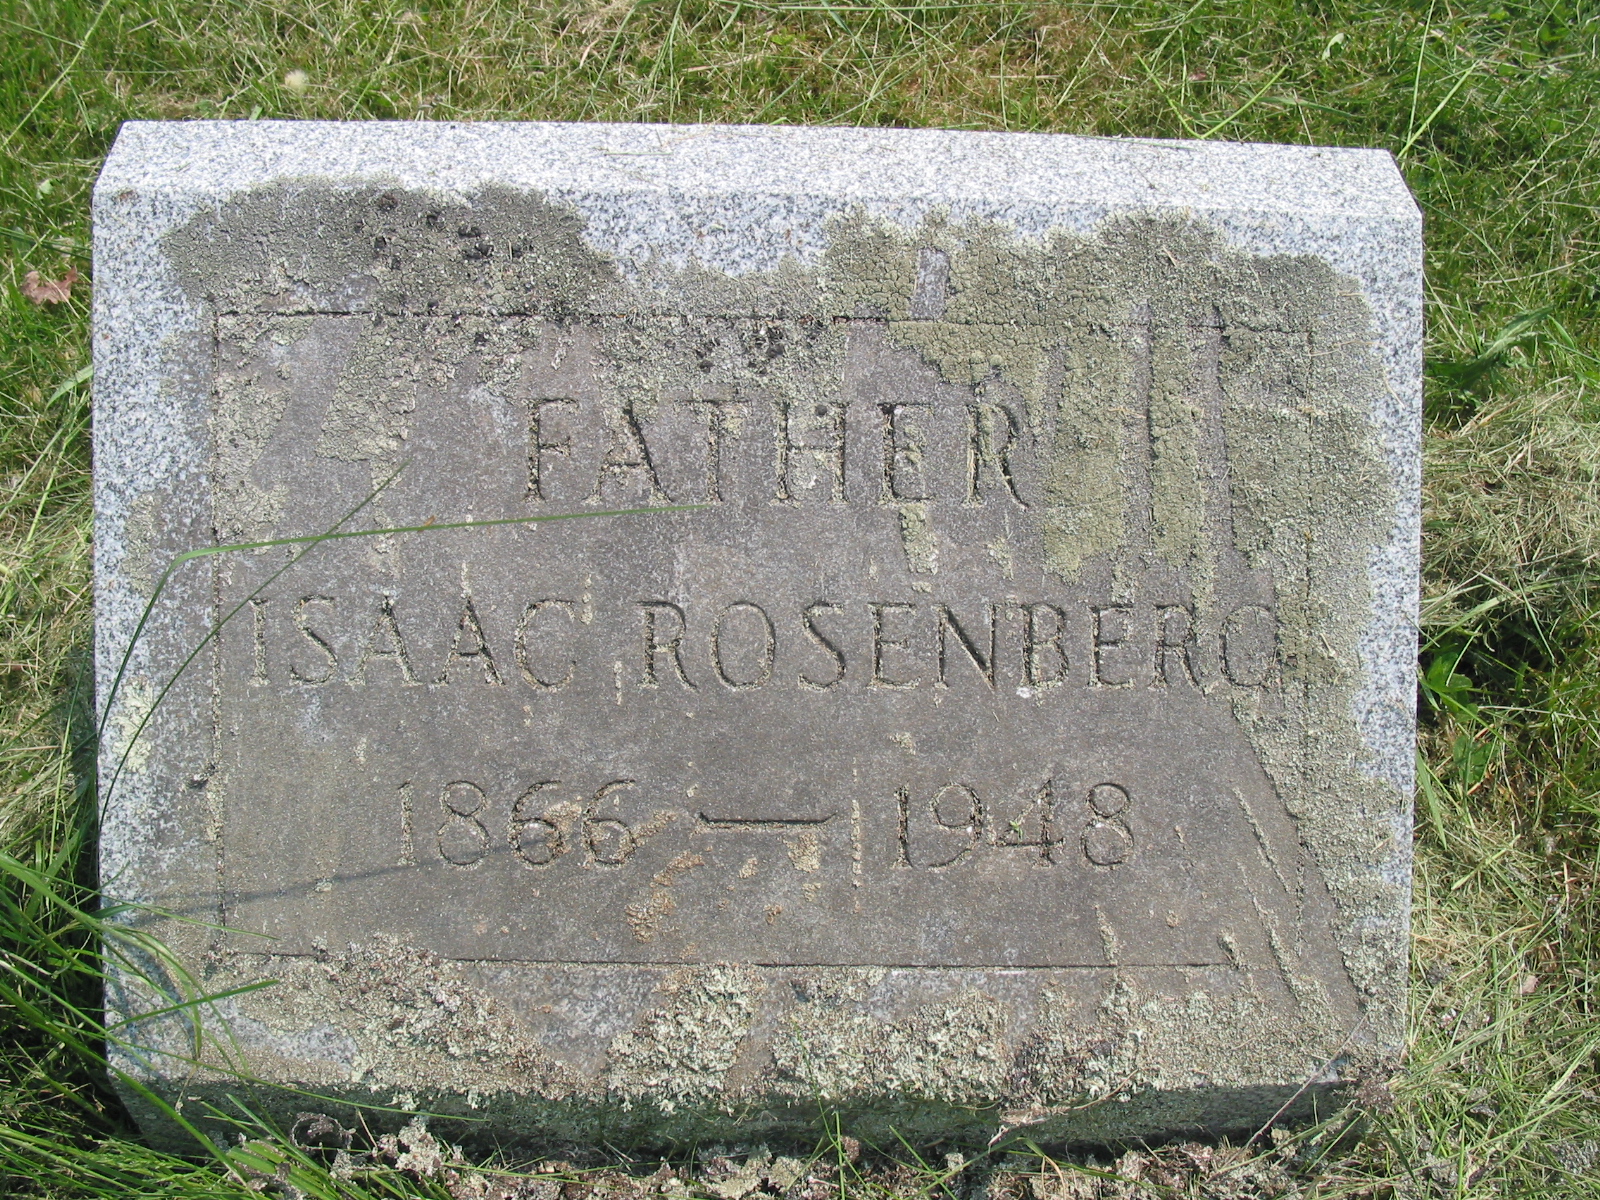 FATHER
ISAAC ROSENBERG
1866 — 1948